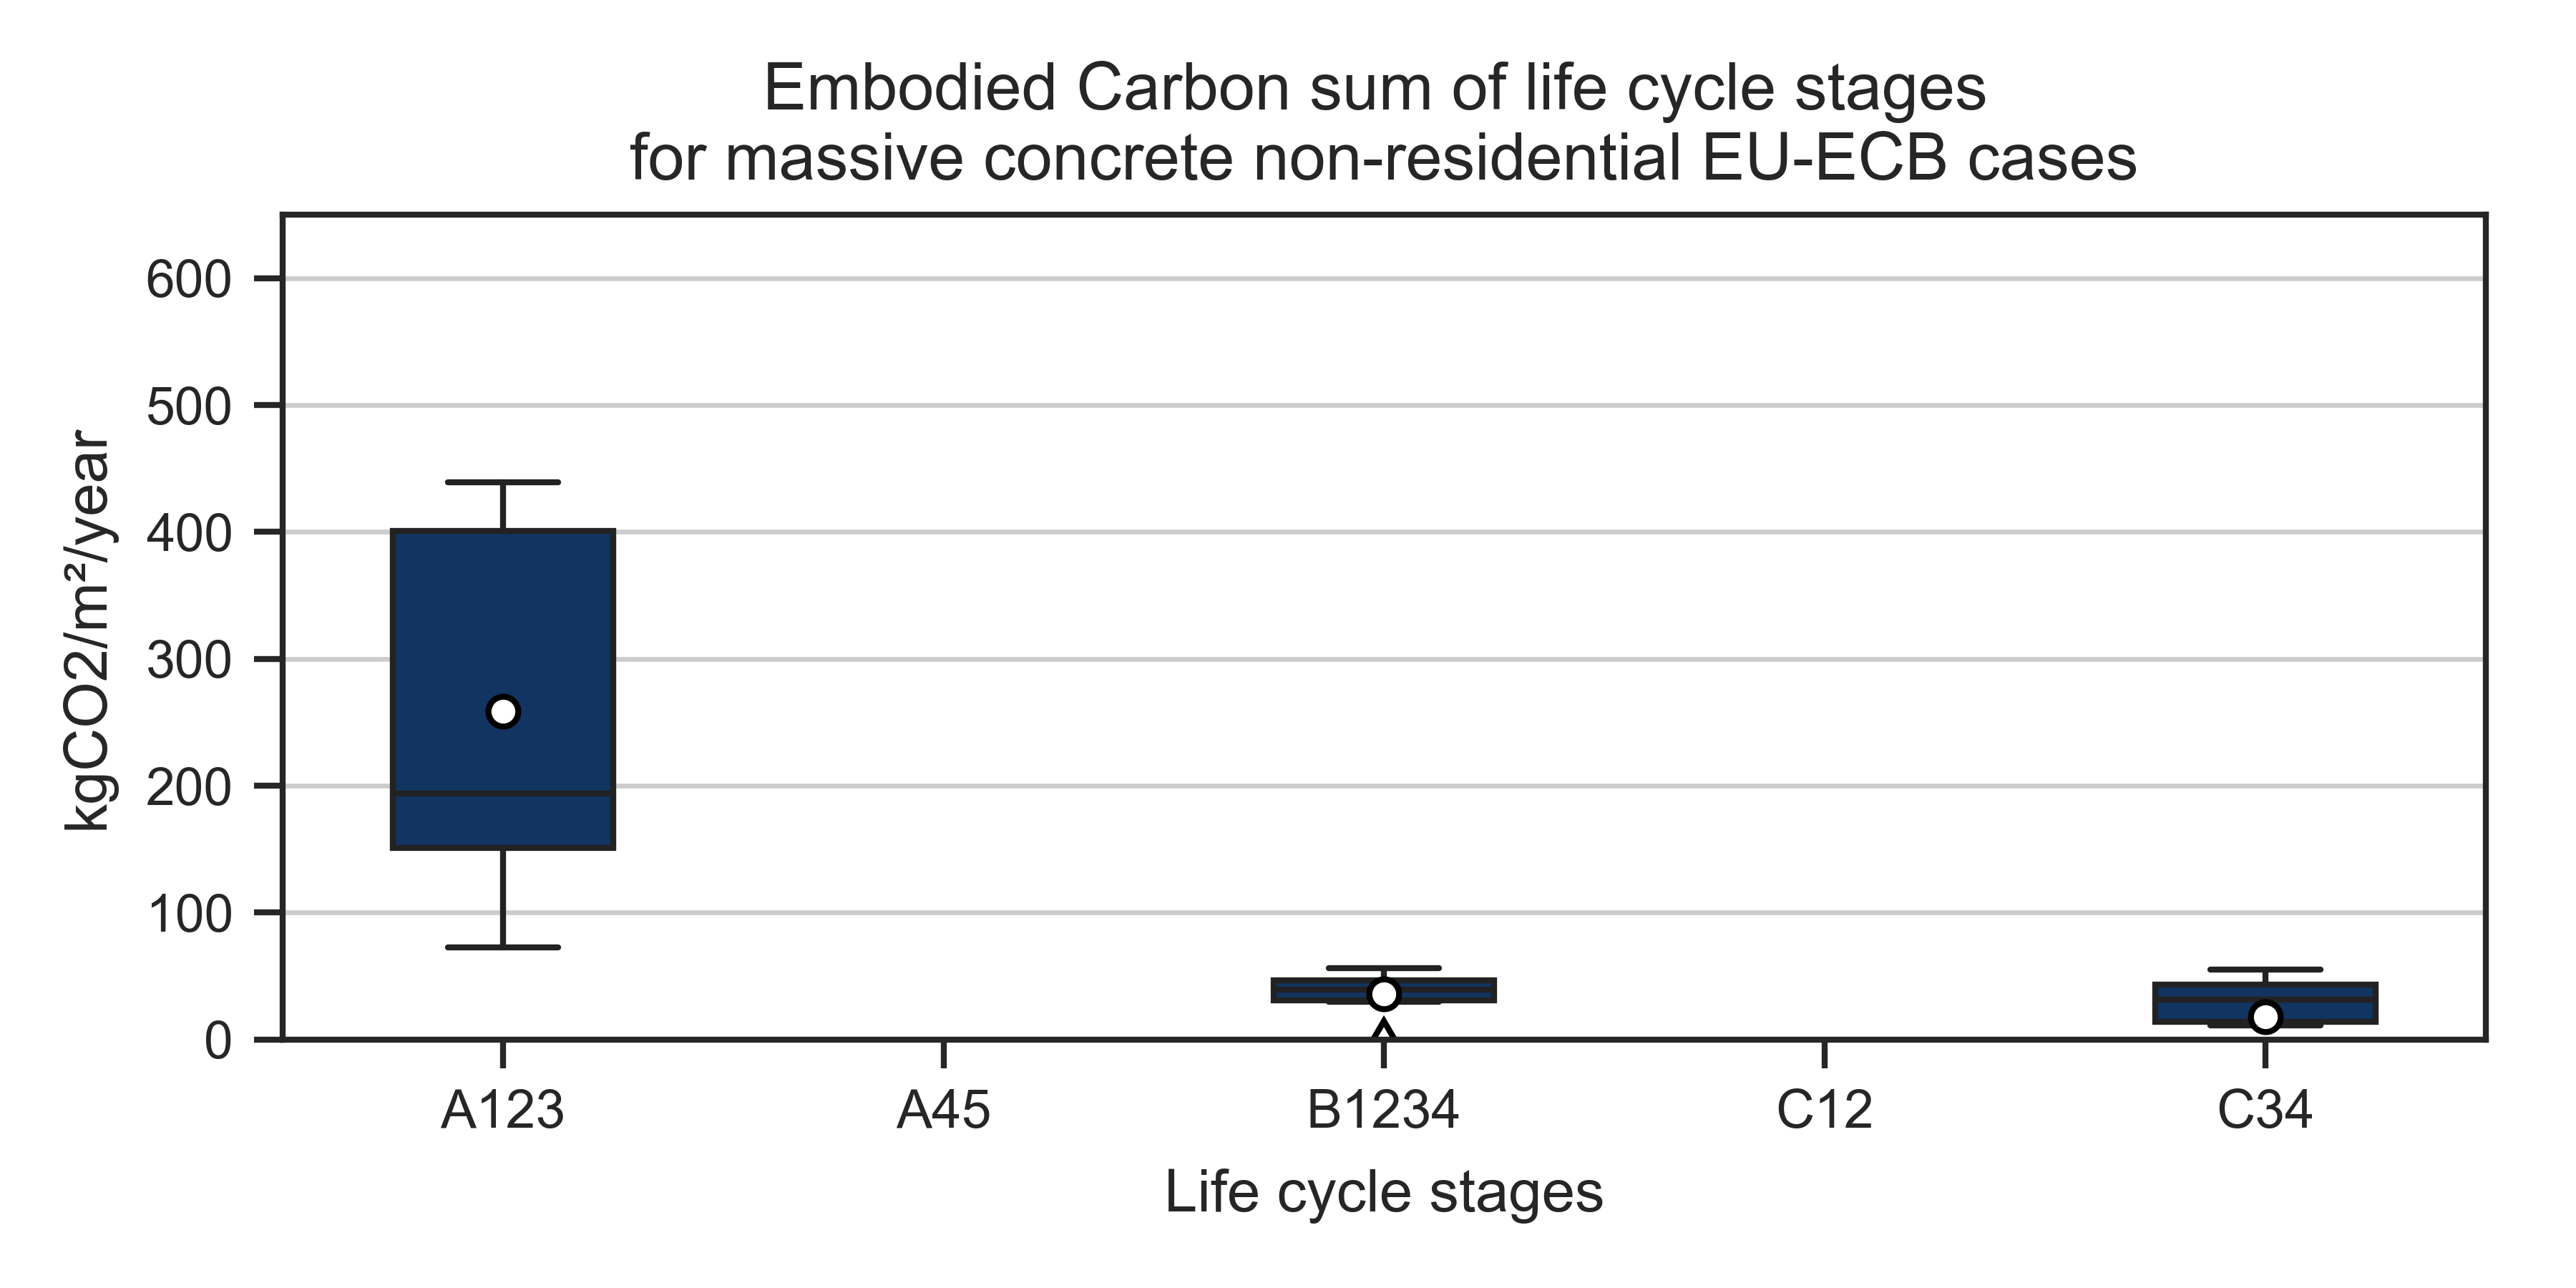 Embodied Carbon sum of life cycle stages
for massive concrete non-residential EU-ECB cases
kgCO2/m²/year
600
500
400
300
200
100
0
A123 A45 B1234 C12 C34
Life cycle stages